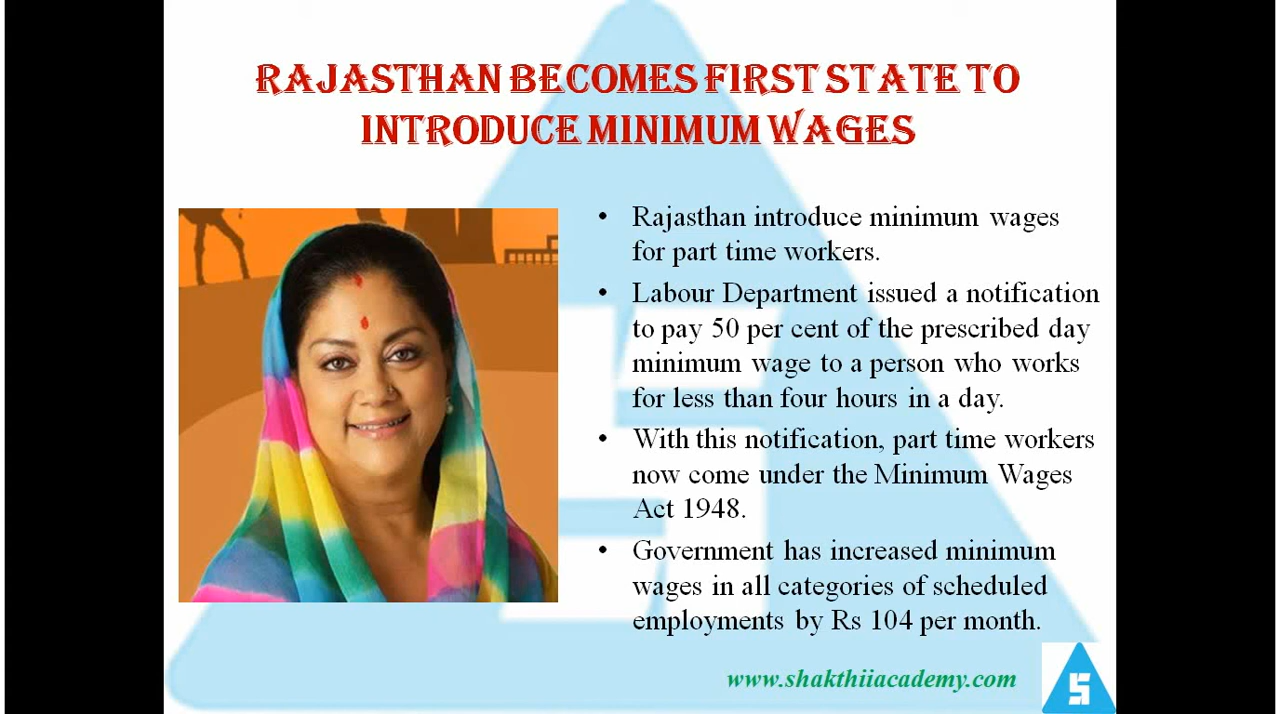 RAJASTHAN BECOMES FIRST STATE TO
INTRODUCE MINIMUM WAGES
• Rajasthan introduce minimum wages
for part time workers.
• Labour Department issued a notification
to pay 50 per cent of the prescribed day
minimum wage to a person who works
for less than four hours in a day.
• With this notification, part time workers
now come under the Minimum Wages
Act 1948.
• Government has increased minimum
wages in all categories of scheduled
employments by Rs 104 per month.
www.shakthiiacademy.com
S